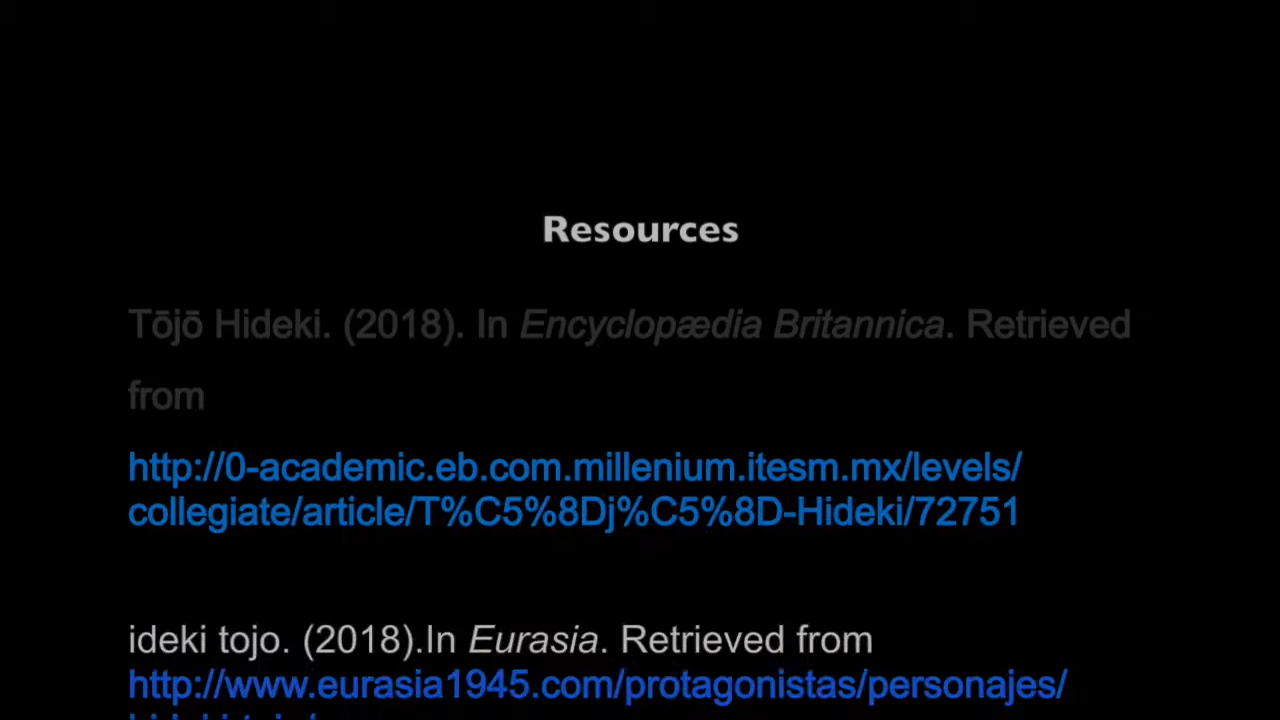 Resources
Tōjō Hideki. (2018). In Encyclopædia Britannica. Retrieved
from
http://0-academic.eb.com.millenium.itesm.mx/levels/
collegiate/article/T%C5%8Dj%C5%8D-Hideki/72751
ideki tojo. (2018).In Eurasia. Retrieved from
http://www.eurasia1945.com/protagonistas/personajes/